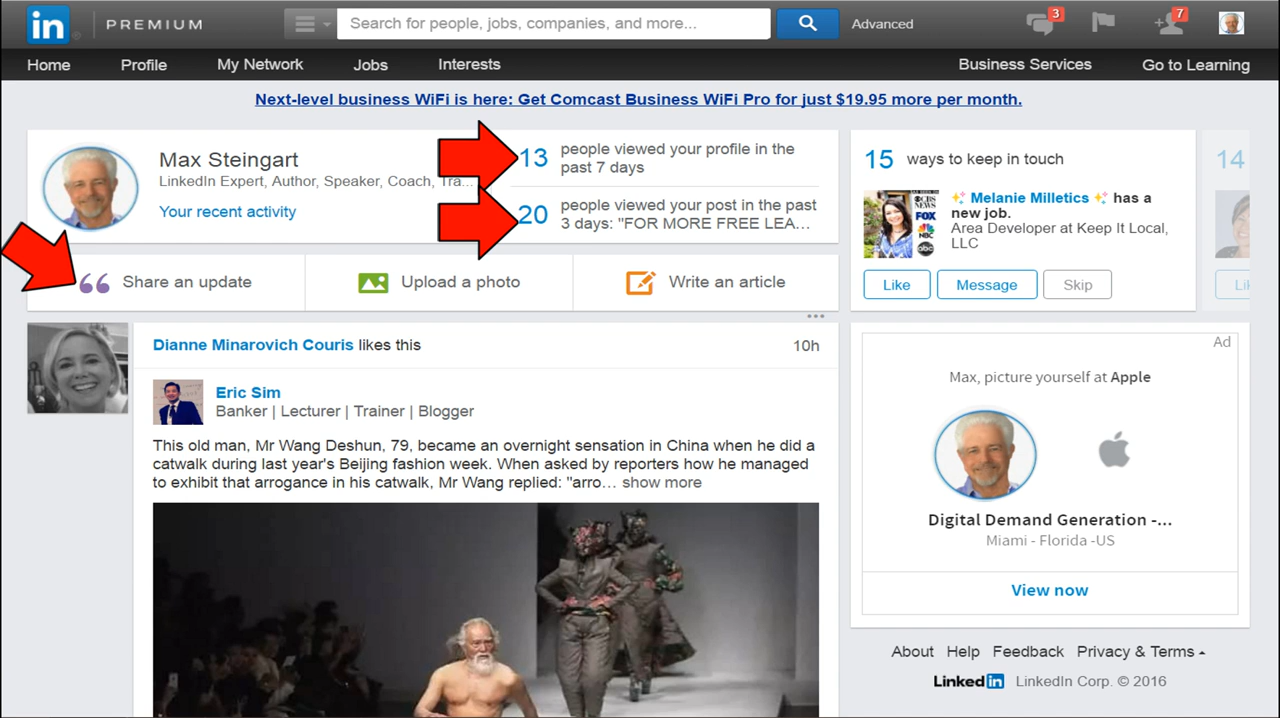 in PREMIUM
Search for people, jobs, companies, and more...
Advanced
3
7
Home Profile My Network Jobs Interests Business Services Go to Learning
Next-level business WiFi is here: Get Comcast Business WiFi Pro for just $19.95 more per month.
Max Steingart
LinkedIn Expert, Author, Speaker, Coach, Tra...
Your recent activity
13 people viewed your profile in the
past 7 days
20 people viewed your post in the past
3 days: "FOR MORE FREE LEA...
Share an update
Upload a photo
Write an article
15 ways to keep in touch
14
Melanie Milletics has a
new job.
Area Developer at Keep It Local,
LLC
CBS
NEWS
FOX
NBC
abc
Like
Message
Skip
Li
Dianne Minarovich Couris likes this
10h
Eric Sim
Banker | Lecturer | Trainer | Blogger
This old man, Mr Wang Deshun, 79, became an overnight sensation in China when he did a
catwalk during last year's Beijing fashion week. When asked by reporters how he managed
to exhibit that arrogance in his catwalk, Mr Wang replied: "arro... show more
Ad
Max, picture yourself at Apple
Digital Demand Generation -...
Miami - Florida -US
View now
About Help Feedback Privacy & Terms
Linked in LinkedIn Corp. © 2016